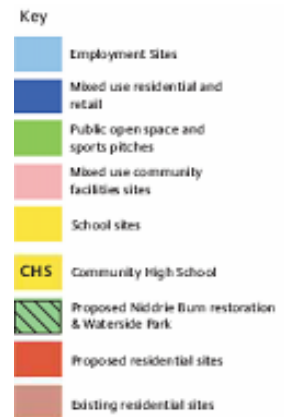 Key
Employment Sites
Mixed use residential and
retail
Public open space and
sports pitches
Mixed use community
facilities sites
School sites
CHS
Community High School
Proposed Niddrie Burn restoration
& Waterside Park
Proposed residential sites
Existing residential sites